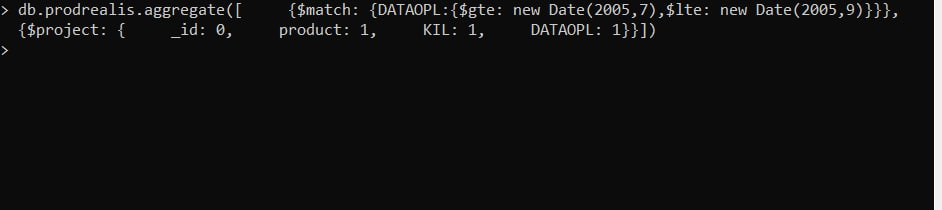 > db.prodrealis.aggregate([     {$match: {DATAOPL:{$gte: new Date(2005,7),$lte: new Date(2005,9)}}},
{$project: {     _id: 0,     product: 1,     KIL: 1,     DATAOPL: 1}}])
>